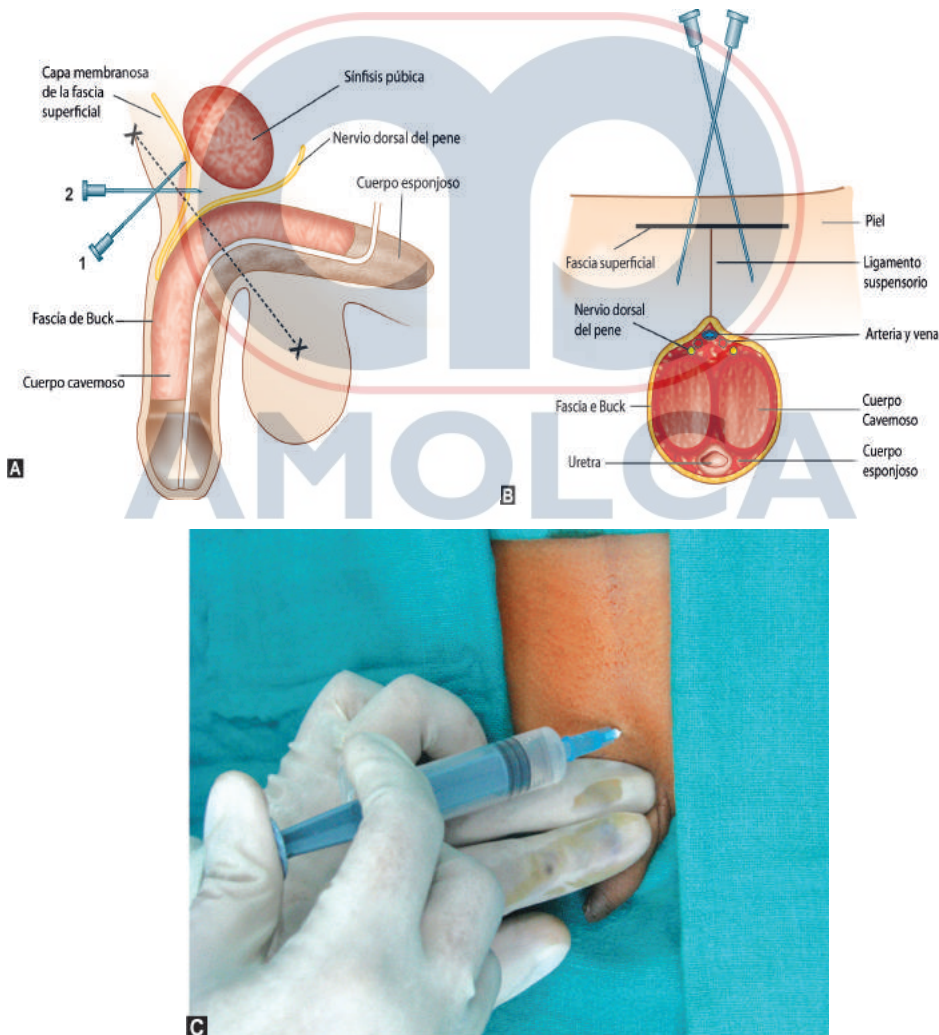 Capa membranosa
de la fascia
superficial
Sínfisis púbica
Nervio dorsal del pene
Cuerpo esponjoso
2
1
Fascía de Buck
Cuerpo cavernoso
A
Piel
Fascia superficial
Ligamento
suspensorio
Nervio dorsal
del pene
Arteria y vena
Fascía e Buck
Cuerpo
Cavernoso
Uretra
Cuerpo
esponjoso
B
AMOLCA
C